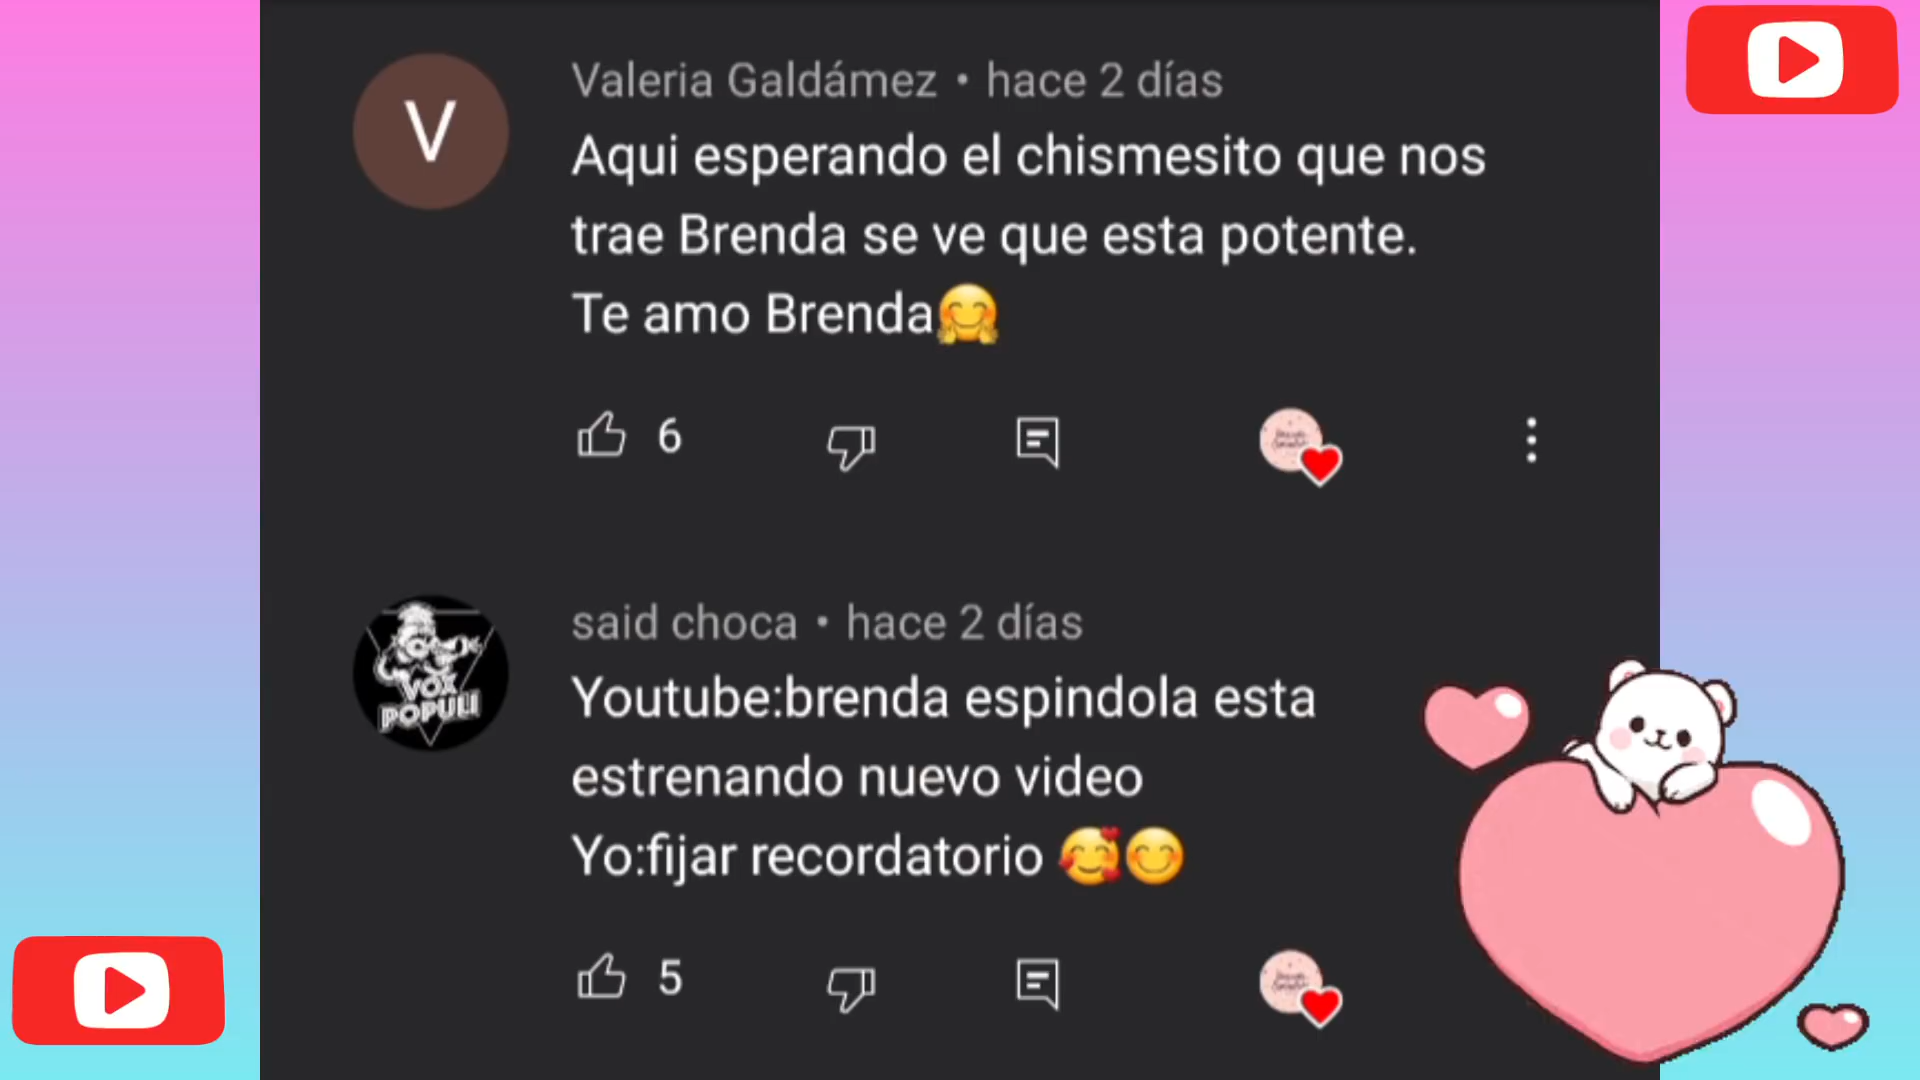 Valeria Galdámez • hace 2 días
V
Aqui esperando el chismesito que nos
trae Brenda se ve que esta potente.
Te amo Brenda🤗
6
said choca • hace 2 días
VOX
POPULI
Youtube:brenda espindola esta
estrenando nuevo video
Yo:fijar recordatorio 🥰😊
5